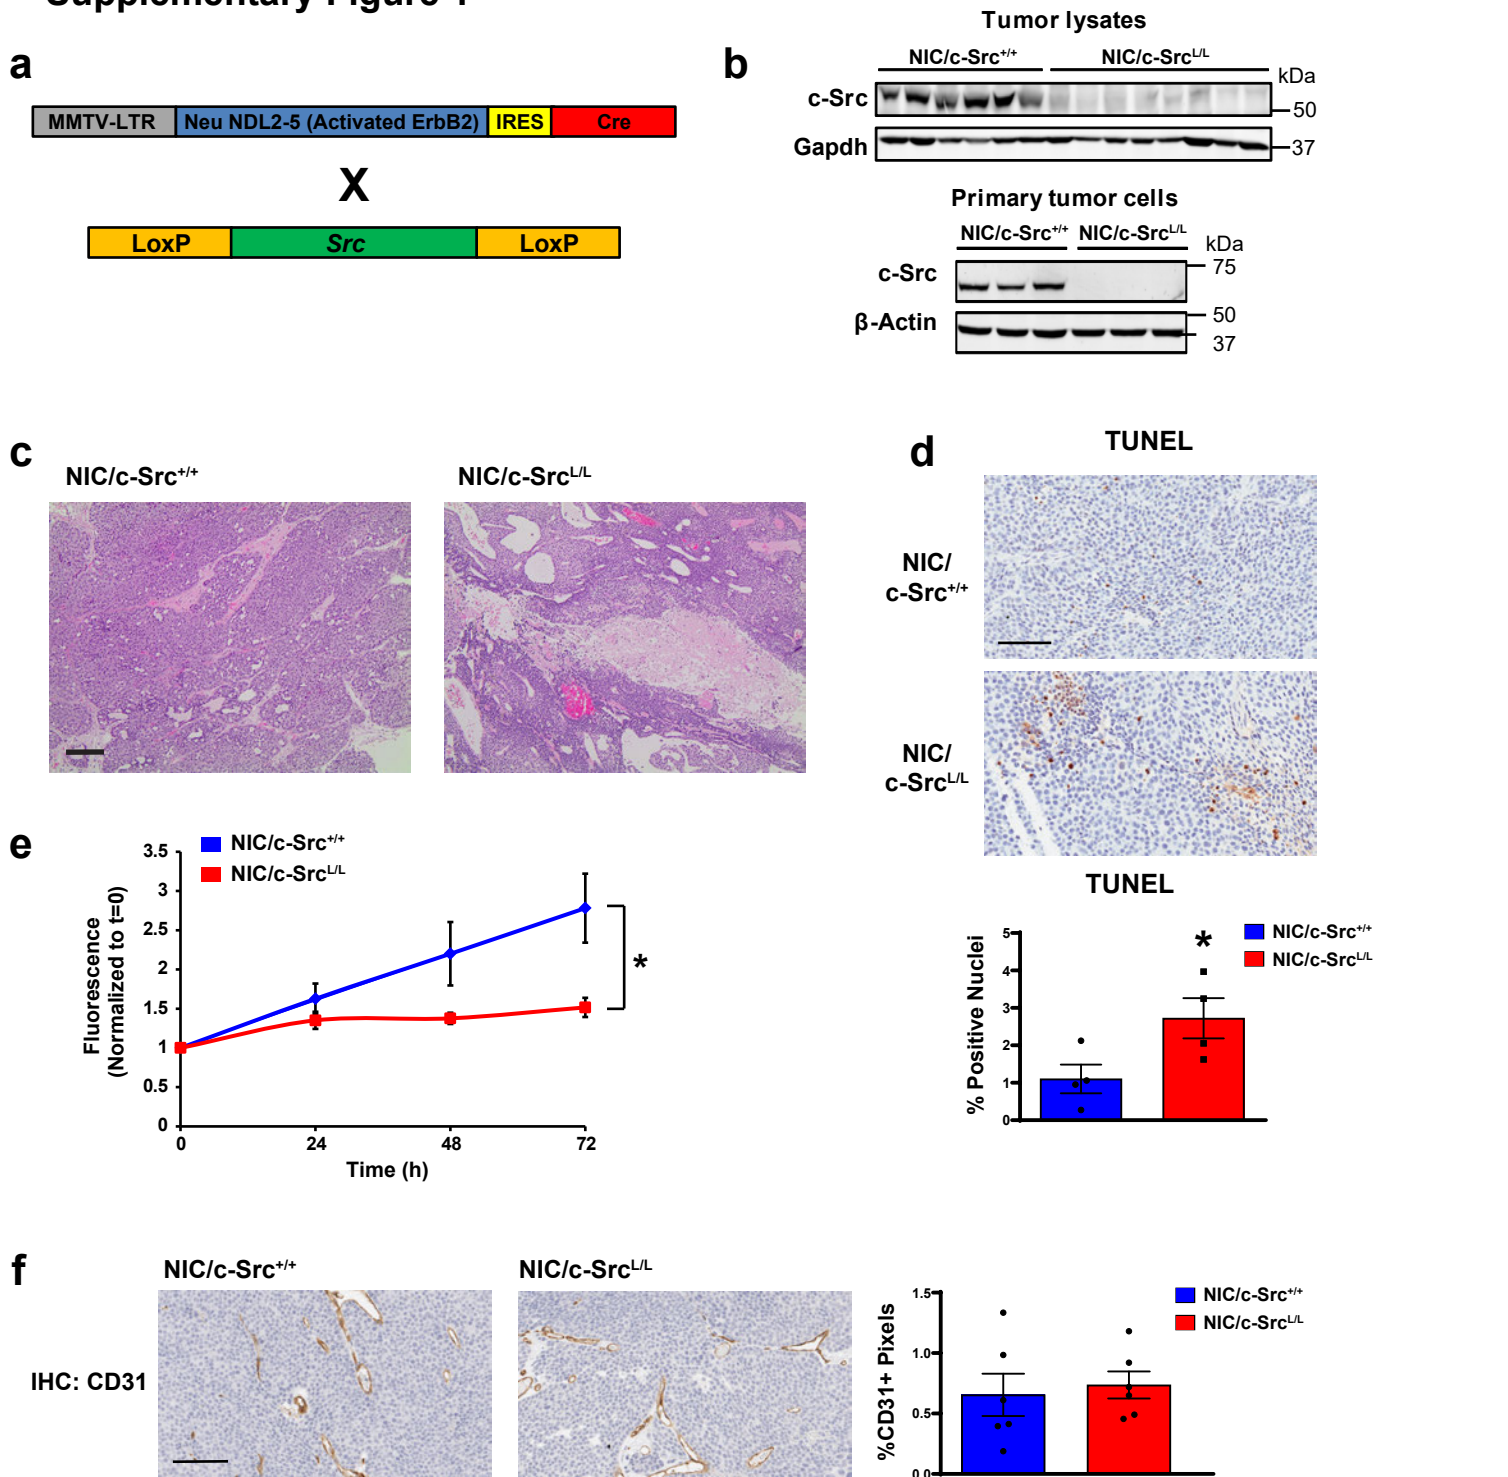 a
MMTV-LTR Neu NDL2-5 (Activated ErbB2) IRES Cre
X
LoxP Src LoxP
b
Tumor lysates
NIC/c-Src+/+ NIC/c-SrcL/L
kDa
c-Src
50
Gapdh
37
Primary tumor cells
NIC/c-Src+/+ NIC/c-SrcL/L
kDa
c-Src
75
β-Actin
50
37
c
NIC/c-Src+/+ NIC/c-SrcL/L
d
TUNEL
NIC/
c-Src+/+
NIC/
c-SrcL/L
TUNEL
% Positive Nuclei
5
4
3
2
1
0
*
NIC/c-Src+/+
NIC/c-SrcL/L
e
NIC/c-Src+/+
NIC/c-SrcL/L
Fluorescence
(Normalized to t=0)
3.5
3
2.5
2
1.5
1
0.5
0
*
0 24 48 72
Time (h)
f
NIC/c-Src+/+ NIC/c-SrcL/L
IHC: CD31
%CD31+ Pixels
1.5
1.0
0.5
0.0
NIC/c-Src+/+
NIC/c-SrcL/L